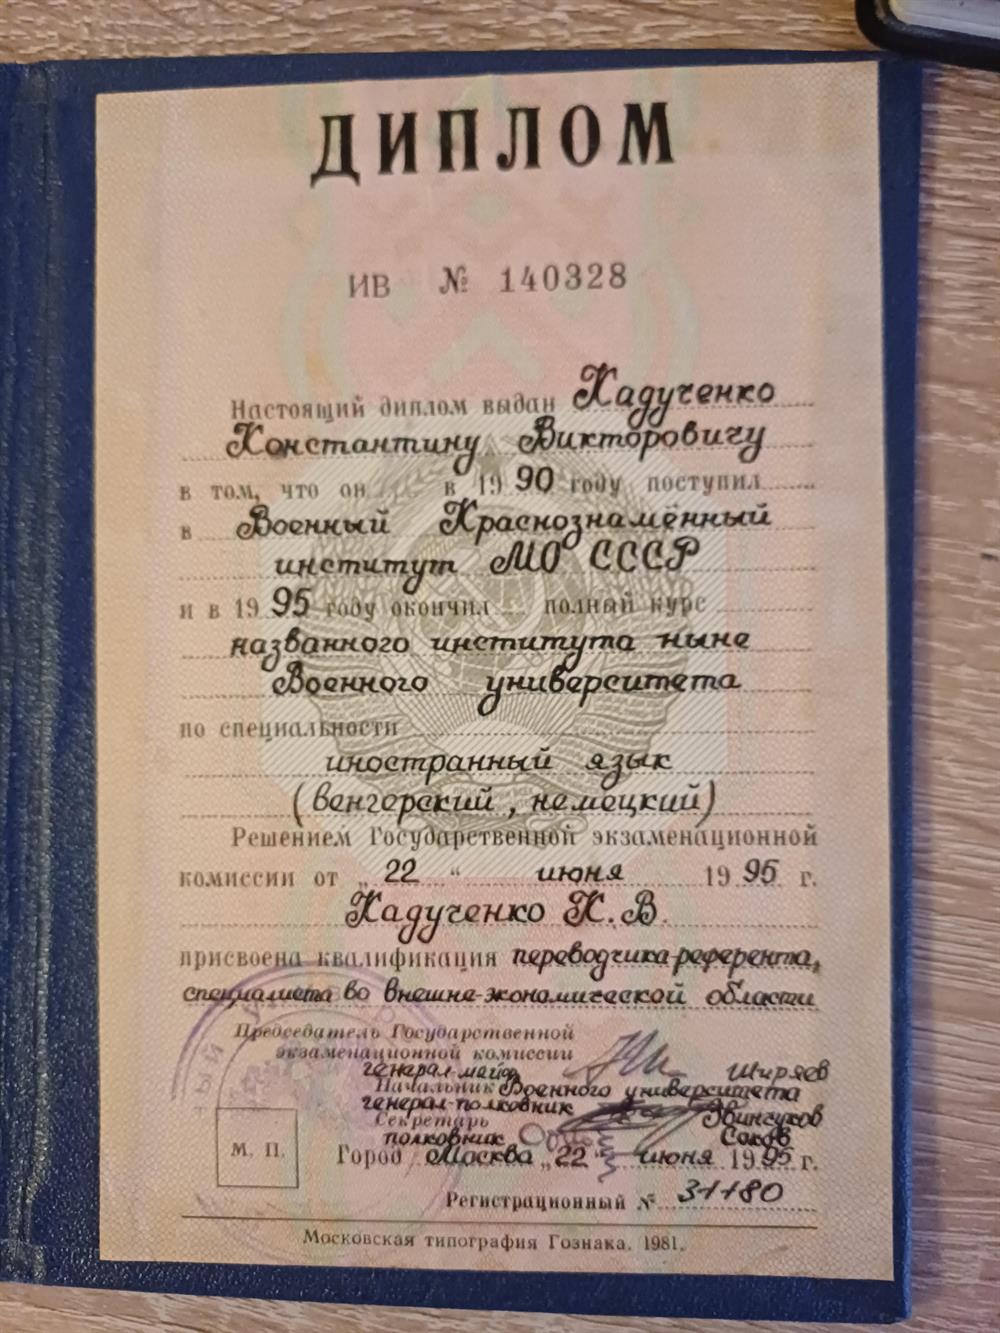 ДИПЛОМ
ИВ № 140328
Настоящий диплом выдан Кадученко
Константину Викторовичу
в том, что он в 1990 году поступил
в Военный Краснознамённый
институт МО СССР
и в 1995 году окончил полный курс
названного института ныне
Военного университета
по специальности
иностранный язык
(венгерский, немецкий)
Решением Государственной экзаменационной
комиссии от „22“ июня 1995 г.
Кадученко К.В.
присвоена квалификация переводчика-референта,
специалиста во внешне-экономической области
Председатель Государственной
экзаменационной комиссии
генерал-майор Ширяев
Начальник Военного университета
генерал-полковник Звинчуков
Секретарь
полковник Соков
М. П.
Город Москва „22“ июня 1995 г.
Регистрационный № 31180
Московская типография Гознака. 1981.